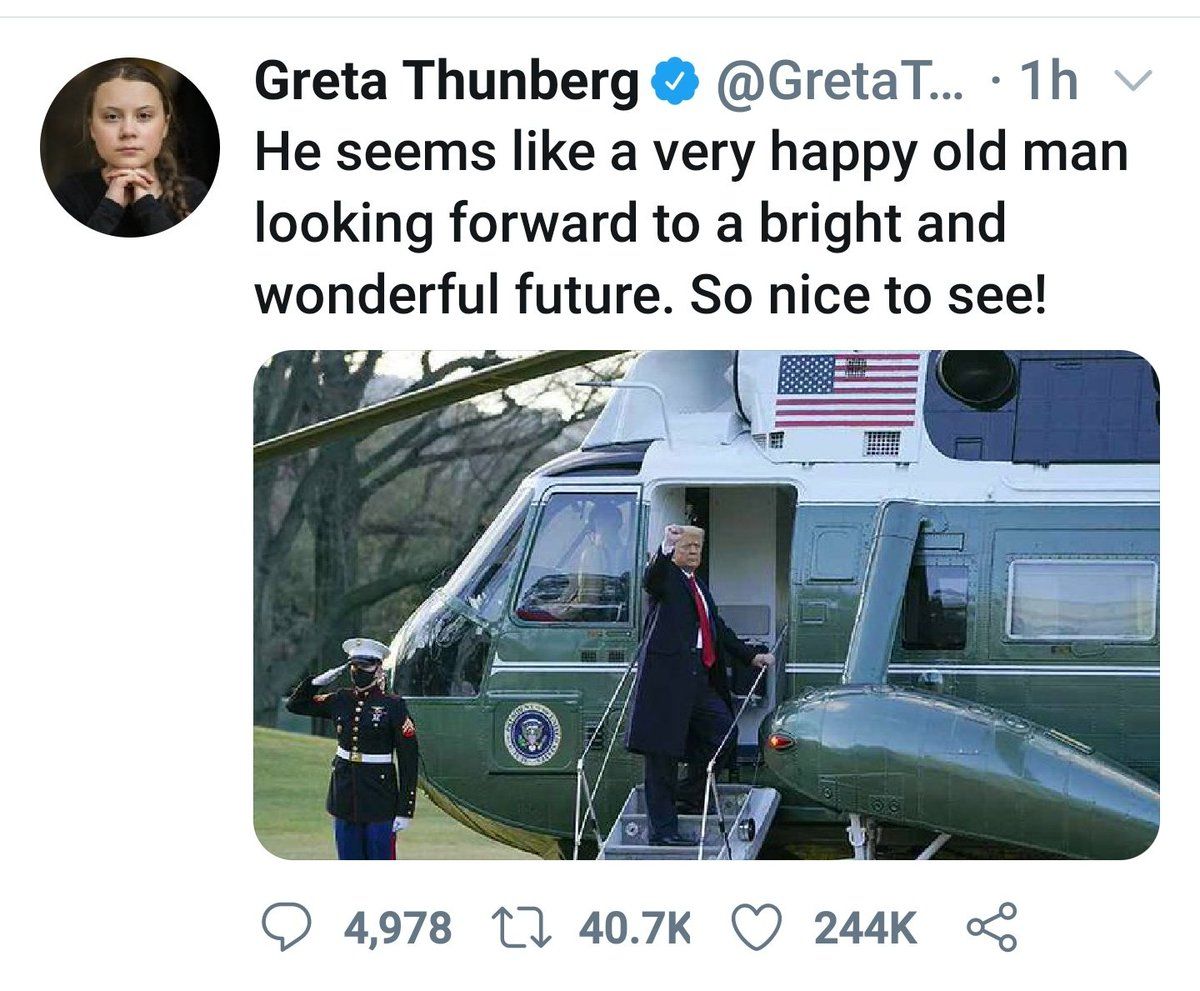 Greta Thunberg @GretaT... · 1h
He seems like a very happy old man
looking forward to a bright and
wonderful future. So nice to see!
4,978 40.7K 244K